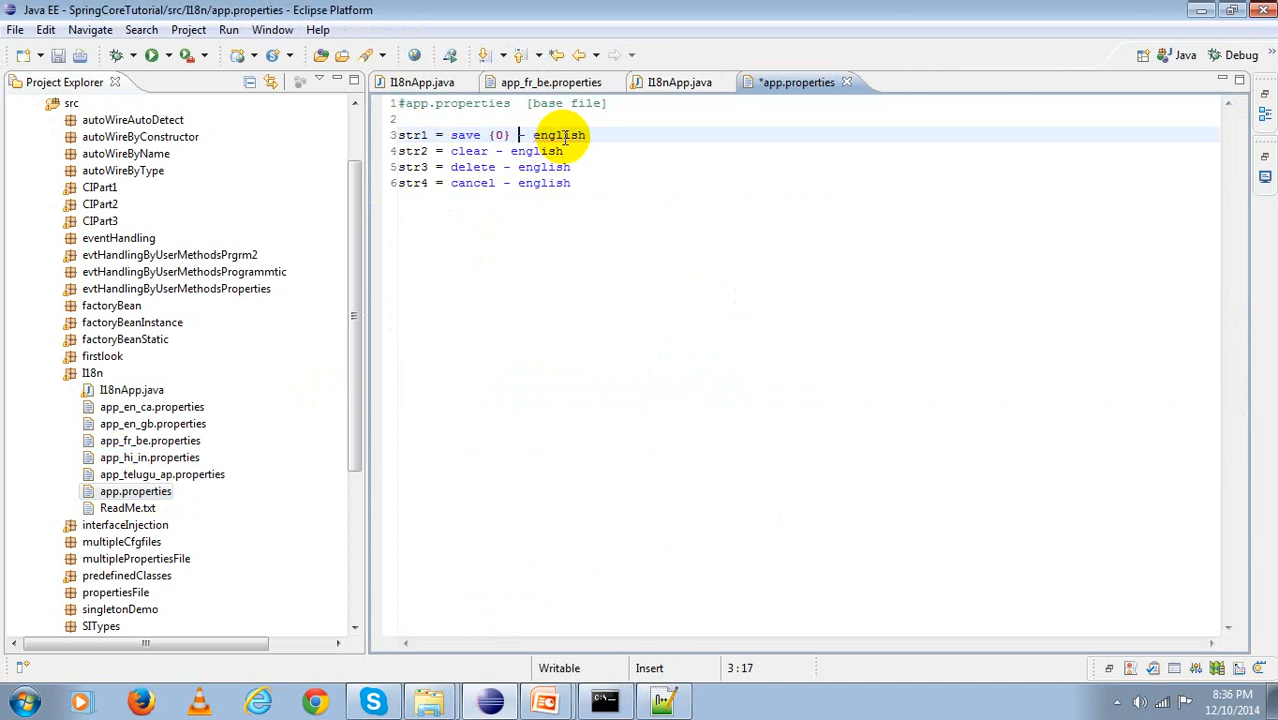 Java EE - SpringCoreTutorial/src/I18n/app.properties - Eclipse Platform
File Edit Navigate Search Project Run Window Help
Java Debug
Project Explorer
I18nApp.java app_fr_be.properties I18nApp.java *app.properties
src
autoWireAutoDetect
autoWireByConstructor
autoWireByName
autoWireByType
CIPart1
CIPart2
CIPart3
eventHandling
evtHandlingByUserMethodsPrgrm2
evtHandlingByUserMethodsProgrammtic
evtHandlingByUserMethodsProperties
factoryBean
factoryBeanInstance
factoryBeanStatic
firstlook
I18n
I18nApp.java
app_en_ca.properties
app_en_gb.properties
app_fr_be.properties
app_hi_in.properties
app_telugu_ap.properties
app.properties
ReadMe.txt
interfaceInjection
multipleCfgfiles
multiplePropertiesFile
predefinedClasses
propertiesFile
singletonDemo
SITypes
1 #app.properties [base file]
2
3 str1 = save {0} - english
4 str2 = clear - english
5 str3 = delete - english
6 str4 = cancel - english
Writable Insert 3 : 17
8:36 PM
12/10/2014